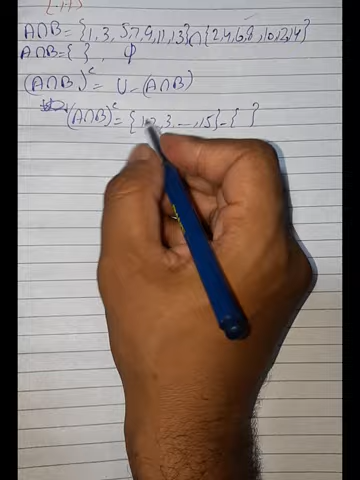 A∩B = {1, 3, 5, 7, 9, 11, 13} ∩ {2, 4, 6, 8, 10, 12, 14}
A∩B = { } , ϕ
(A∩B)ᶜ = U - (A∩B)
(A∩B)ᶜ = {1, 2, 3, ---, 15} - { }